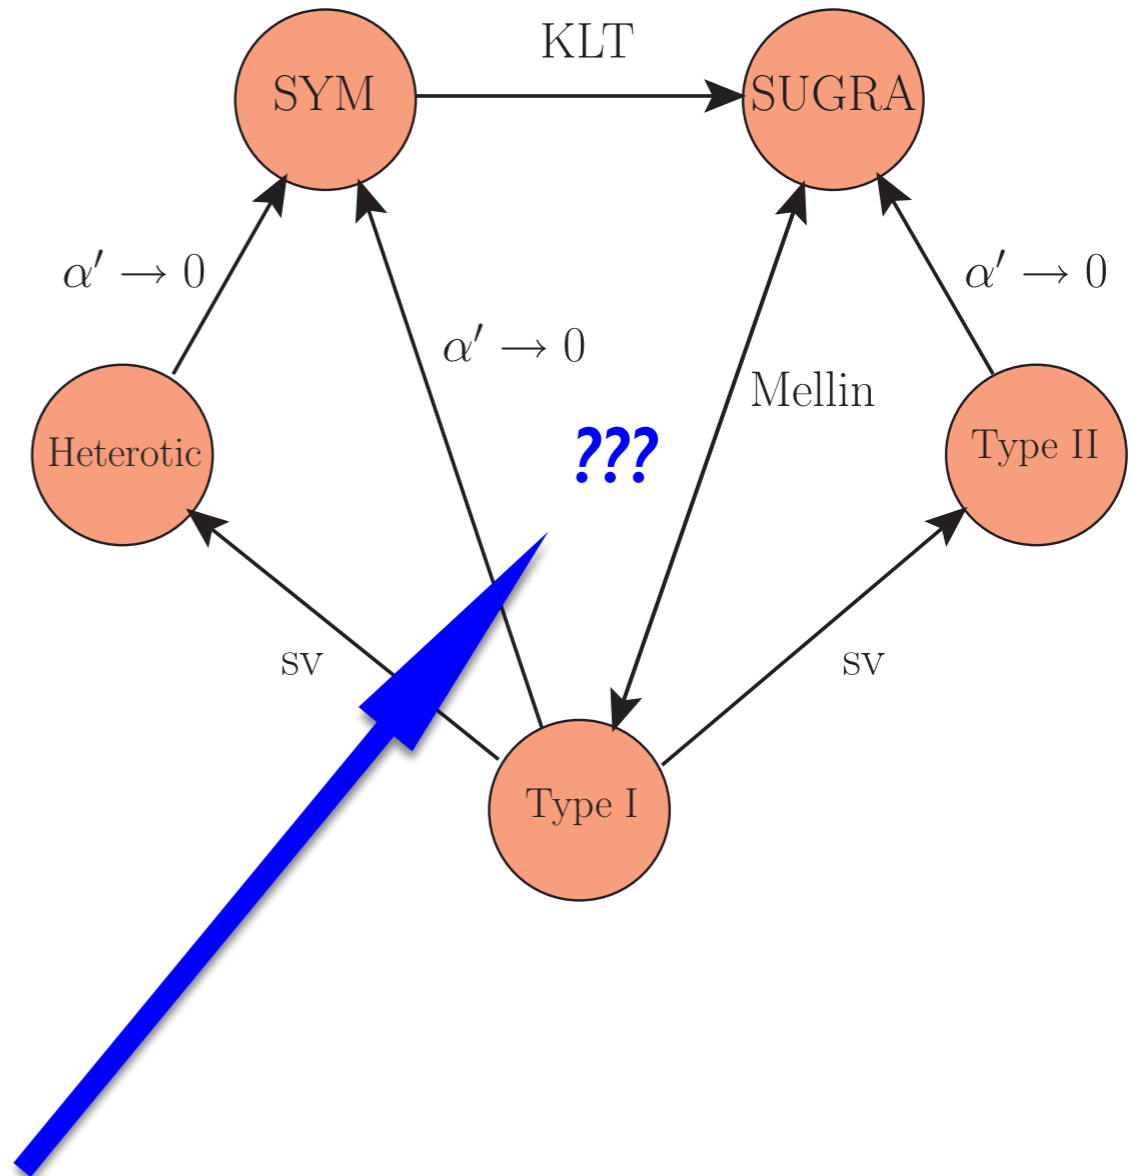 KLT
SYM
SUGRA
α′ → 0
α′ → 0
α′ → 0
Mellin
???
Heterotic
Type II
sv
sv
Type I